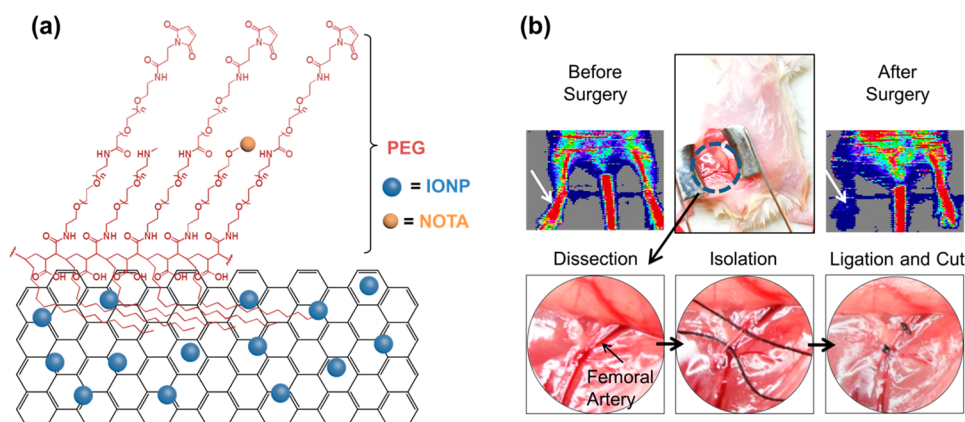 (a)
PEG
= IONP
= NOTA
(b)
Before
Surgery
After
Surgery
Dissection
Isolation
Ligation and Cut
Femoral
Artery